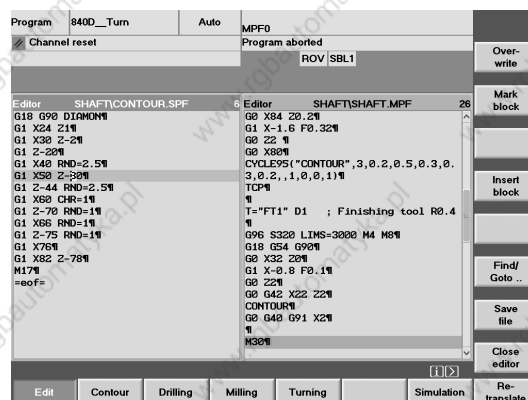 Program 840D__Turn Auto MPF0
Channel reset Program aborted
ROV SBL1
Editor SHAFT\CONTOUR.SPF 6
G18 G90 DIAMON¶
G1 X24 Z1¶
G1 X30 Z-2¶
G1 Z-20¶
G1 X40 RND=2.5¶
G1 X50 Z-30¶
G1 Z-44 RND=2.5¶
G1 X60 CHR=1¶
G1 Z-70 RND=1¶
G1 X66 RND=1¶
G1 Z-75 RND=1¶
G1 X76¶
G1 X82 Z-78¶
M17¶
=eof=
Editor SHAFT\SHAFT.MPF 26
G0 X84 Z0.2¶
G1 X-1.6 F0.32¶
G0 Z2 ¶
G0 X80¶
CYCLE95("CONTOUR",3,0.2,0.5,0.3,0.
3,0.2,,1,0,0,1)¶
TCP¶
¶
T="FT1" D1 ; Finishing tool R0.4
¶
G96 S320 LIMS=3000 M4 M8¶
G18 G54 G90¶
G0 X32 Z0¶
G1 X-0.8 F0.1¶
G0 Z2¶
G0 G42 X22 Z2¶
CONTOUR¶
G0 G40 G91 X2¶
¶
M30¶
Over-
write
Mark
block
Insert
block
Find/
Goto ..
Save
file
Close
editor
Re-
translate
Edit Contour Drilling Milling Turning Simulation
www.rgbautomatyka.pl